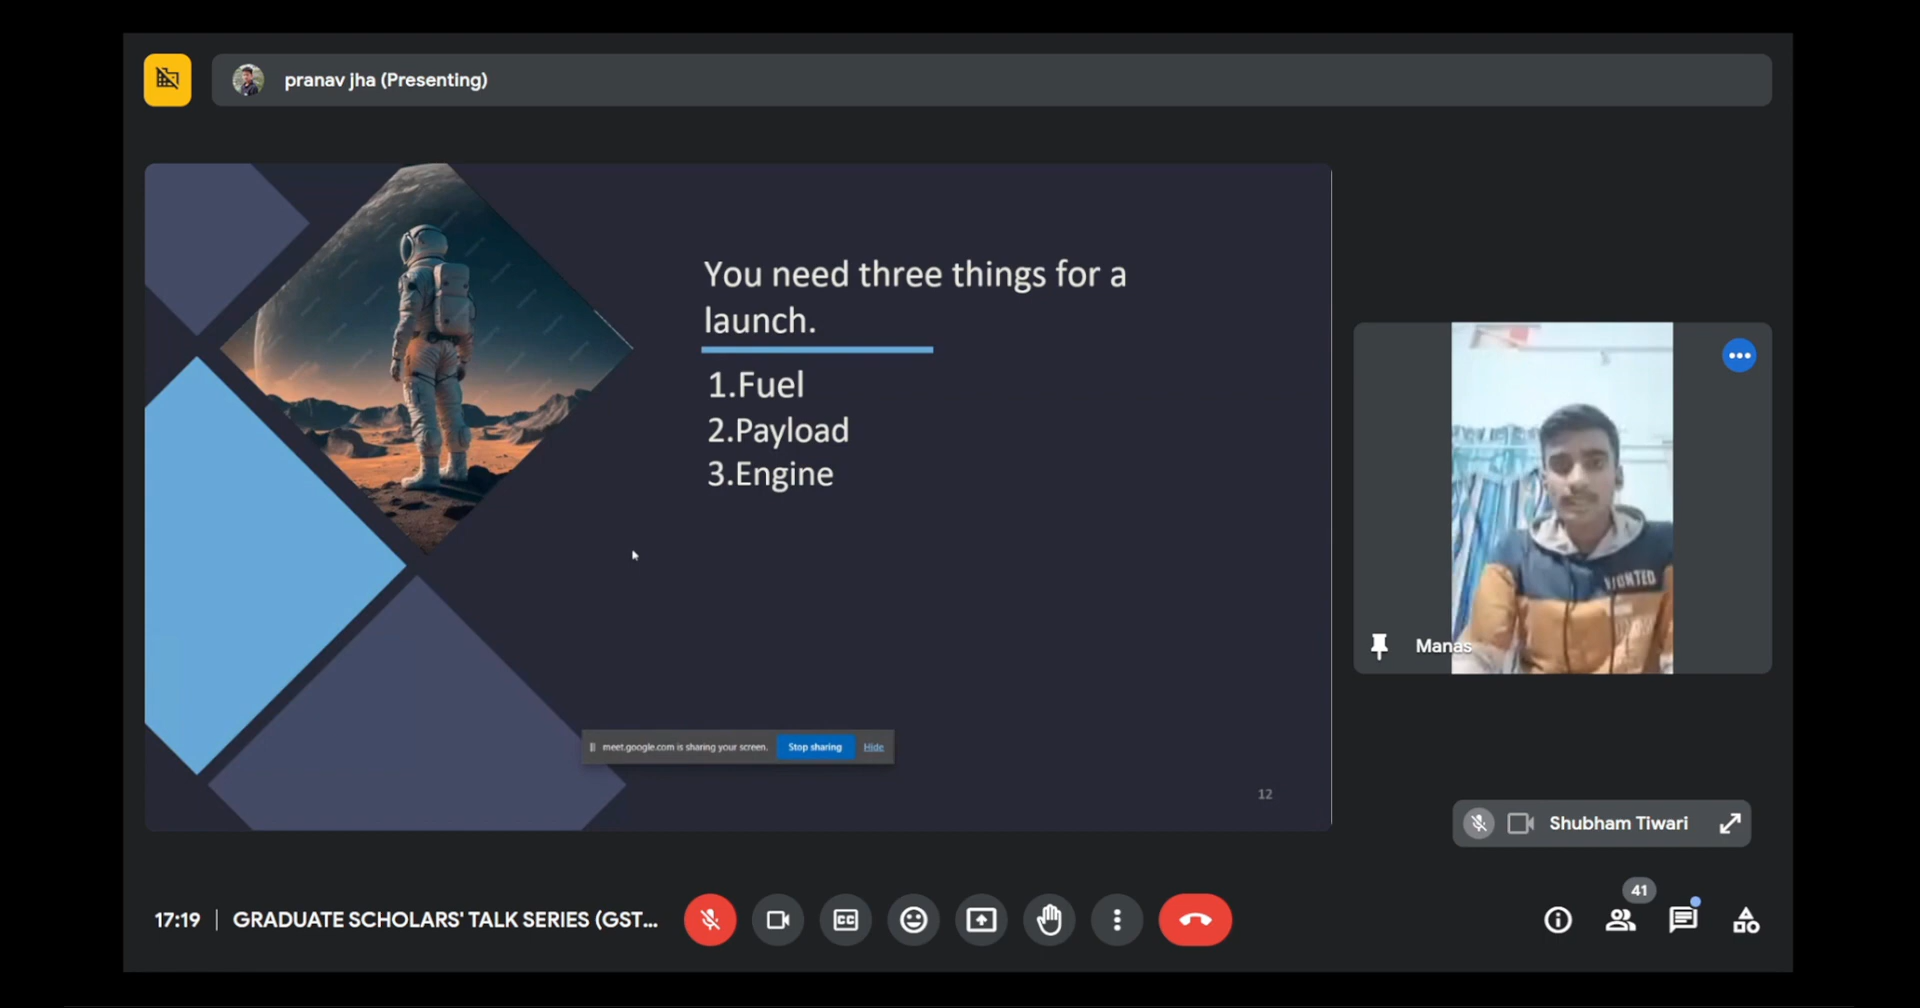 pranav jha (Presenting)
You need three things for a
launch.
1.Fuel
2.Payload
3.Engine
meet.google.com is sharing your screen. Stop sharing Hide
12
Manas
Shubham Tiwari
41
17:19 | GRADUATE SCHOLARS' TALK SERIES (GST...
CC